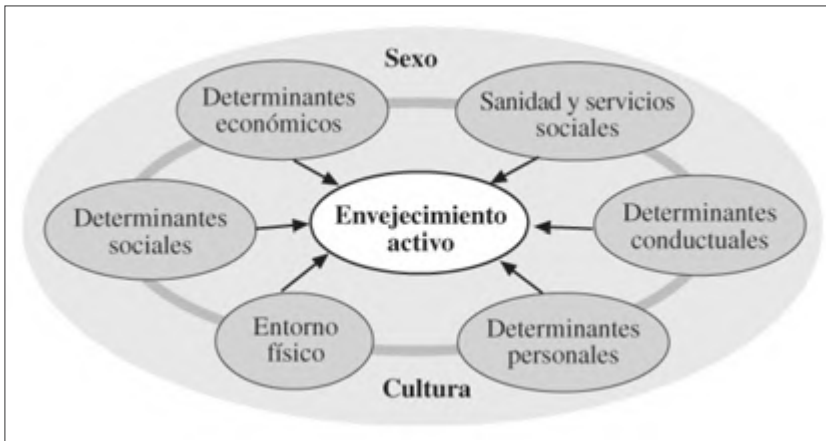 Sexo
Determinantes
económicos
Sanidad y servicios
sociales
Determinantes
sociales
Envejecimiento
activo
Determinantes
conductuales
Entorno
físico
Determinantes
personales
Cultura